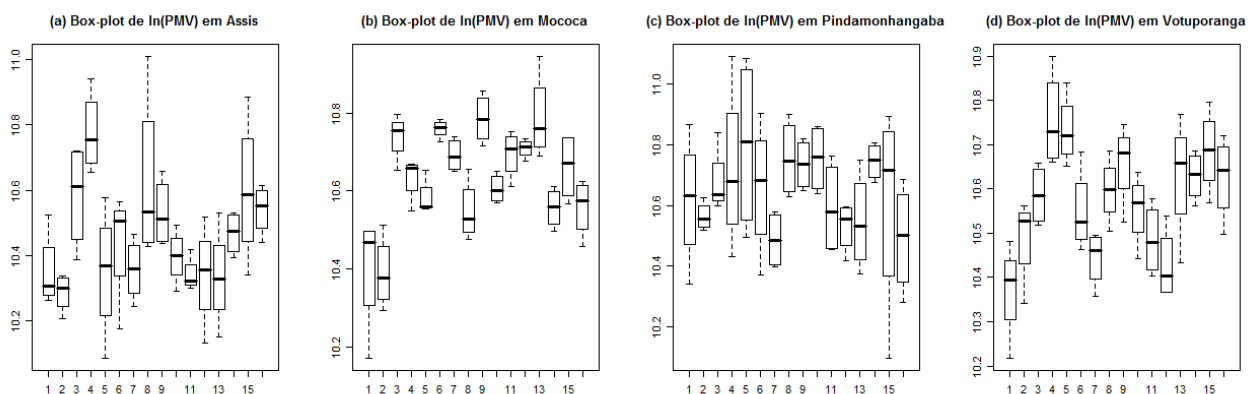 (a) Box-plot de ln(PMV) em Assis
11.0
10.8
10.6
10.4
10.2
1 2 3 4 5 6 7 8 9 11 13 15
(b) Box-plot de ln(PMV) em Mococa
10.8
10.6
10.4
10.2
1 2 3 4 5 6 7 8 9 11 13 15
(c) Box-plot de ln(PMV) em Pindamonhangaba
11.0
10.8
10.6
10.4
10.2
1 2 3 4 5 6 7 8 9 11 13 15
(d) Box-plot de ln(PMV) em Votuporanga
10.9
10.8
10.7
10.6
10.5
10.4
10.3
10.2
1 2 3 4 5 6 7 8 9 11 13 15